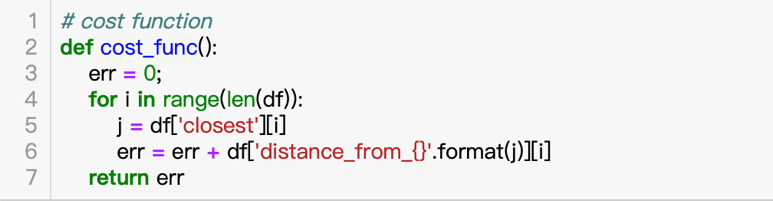 1 # cost function
2 def cost_func():
3     err = 0;
4     for i in range(len(df)):
5         j = df['closest'][i]
6         err = err + df['distance_from_{}'.format(j)][i]
7     return err